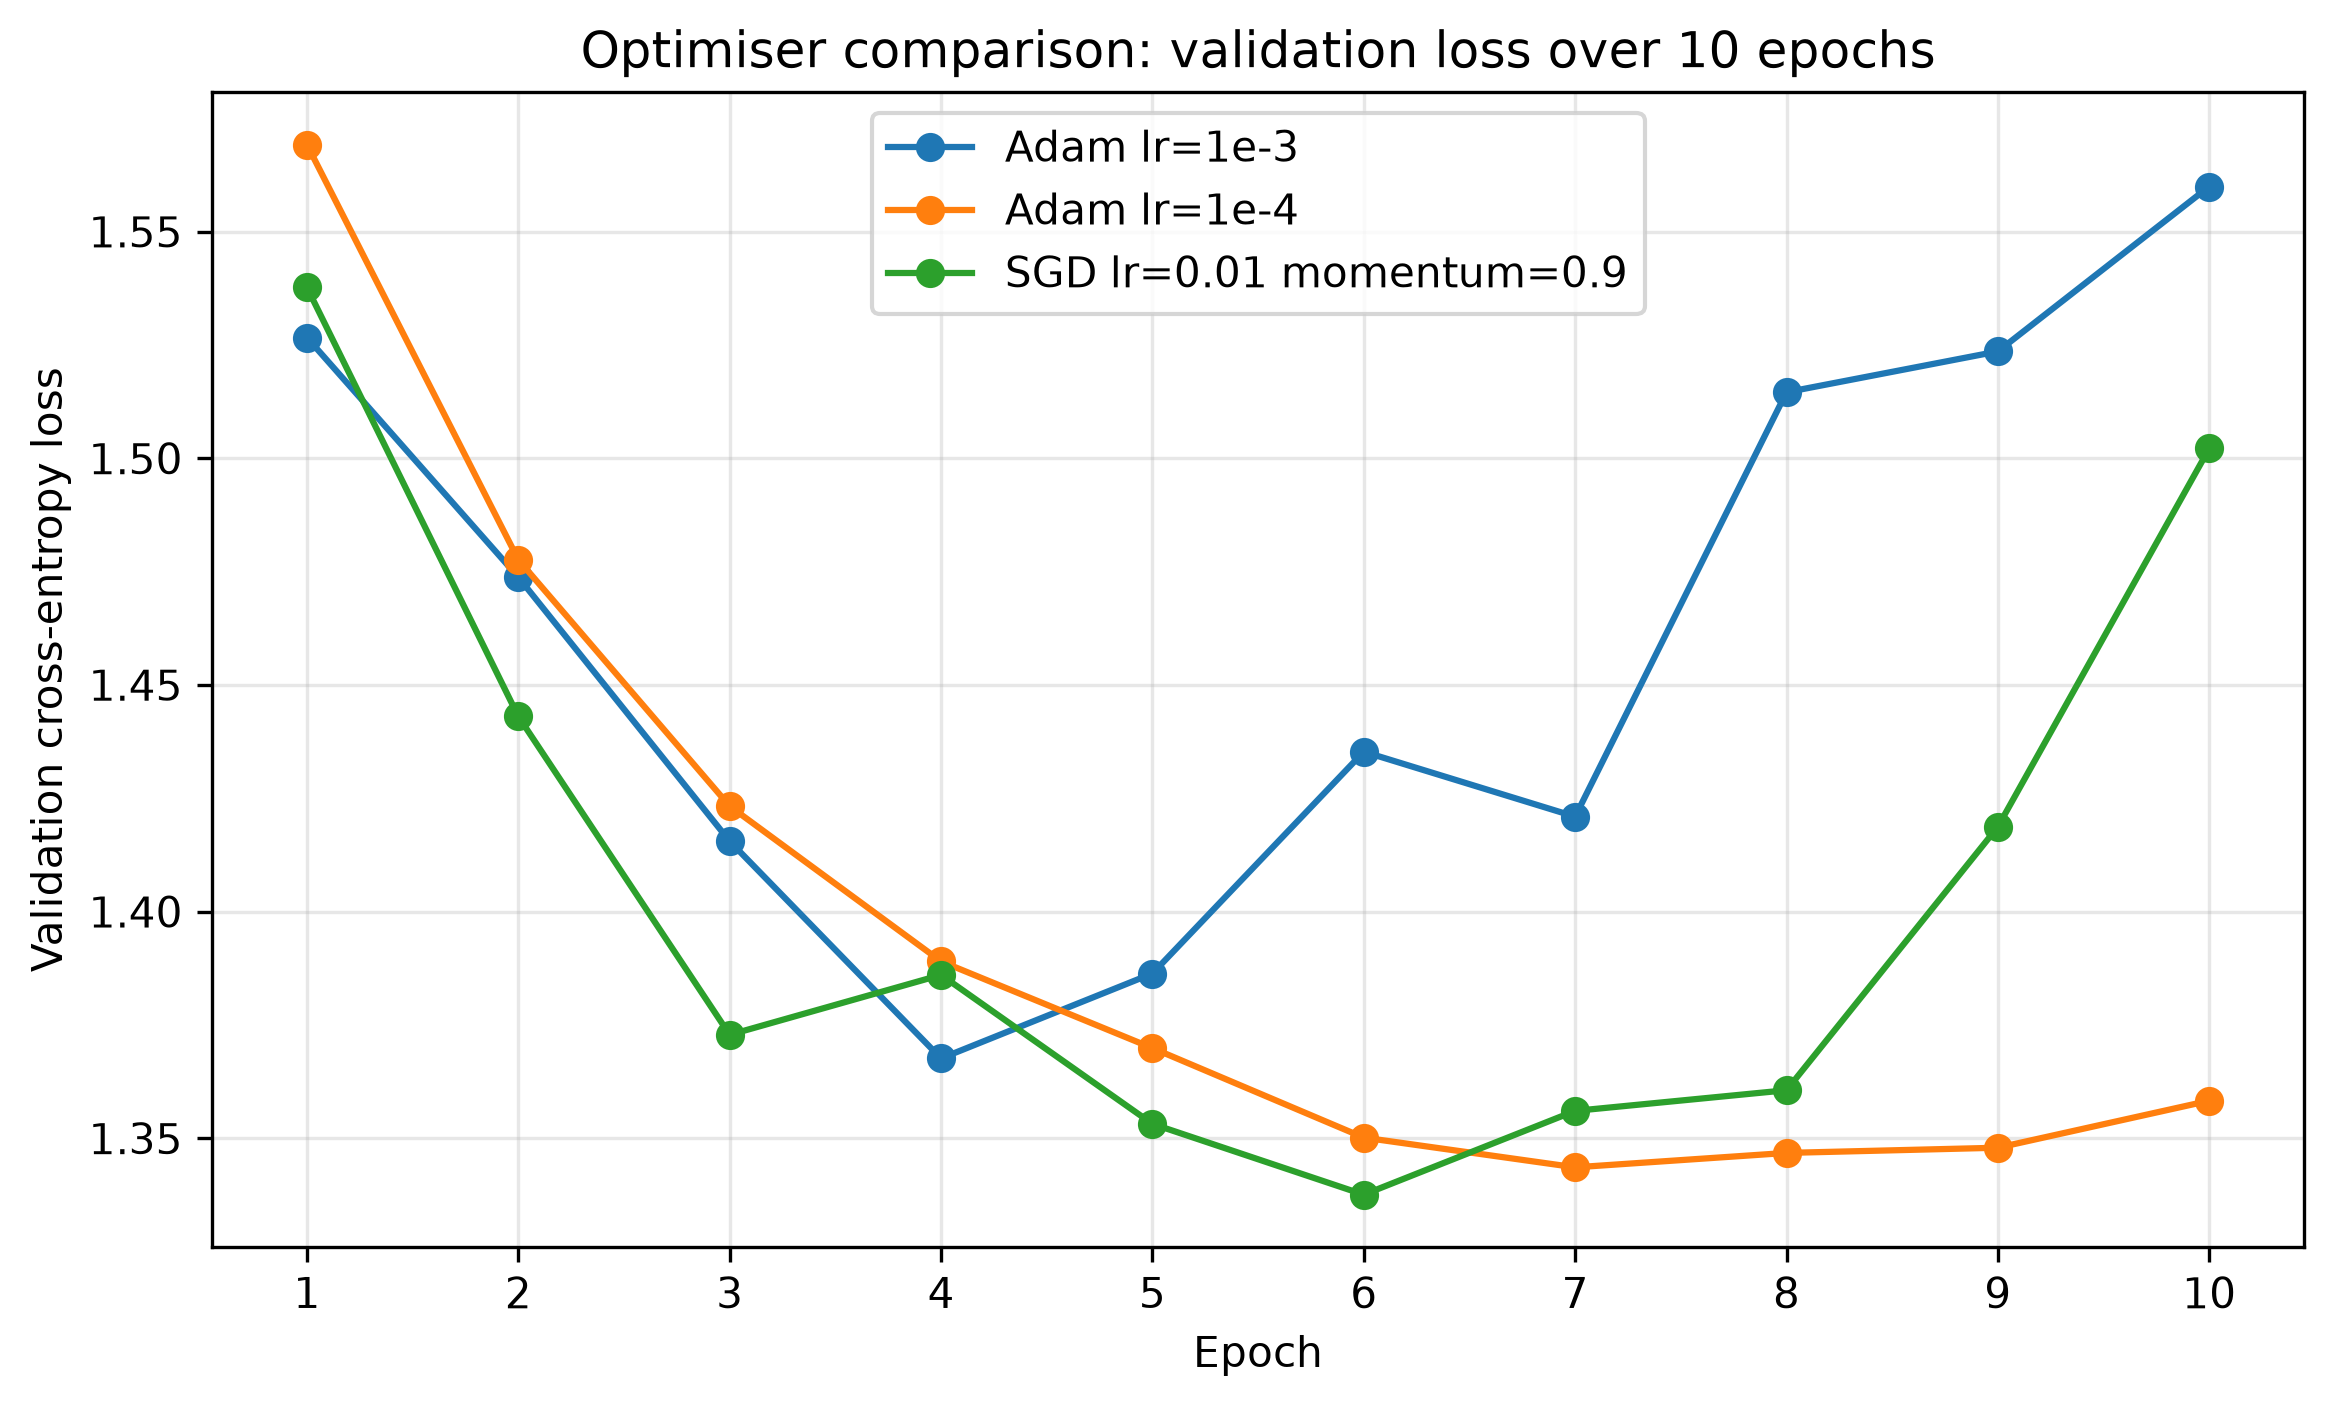 Optimiser comparison: validation loss over 10 epochs
Adam lr=1e-3
Adam lr=1e-4
SGD lr=0.01 momentum=0.9
Validation cross-entropy loss
1.55
1.50
1.45
1.40
1.35
1 2 3 4 5 6 7 8 9 10
Epoch